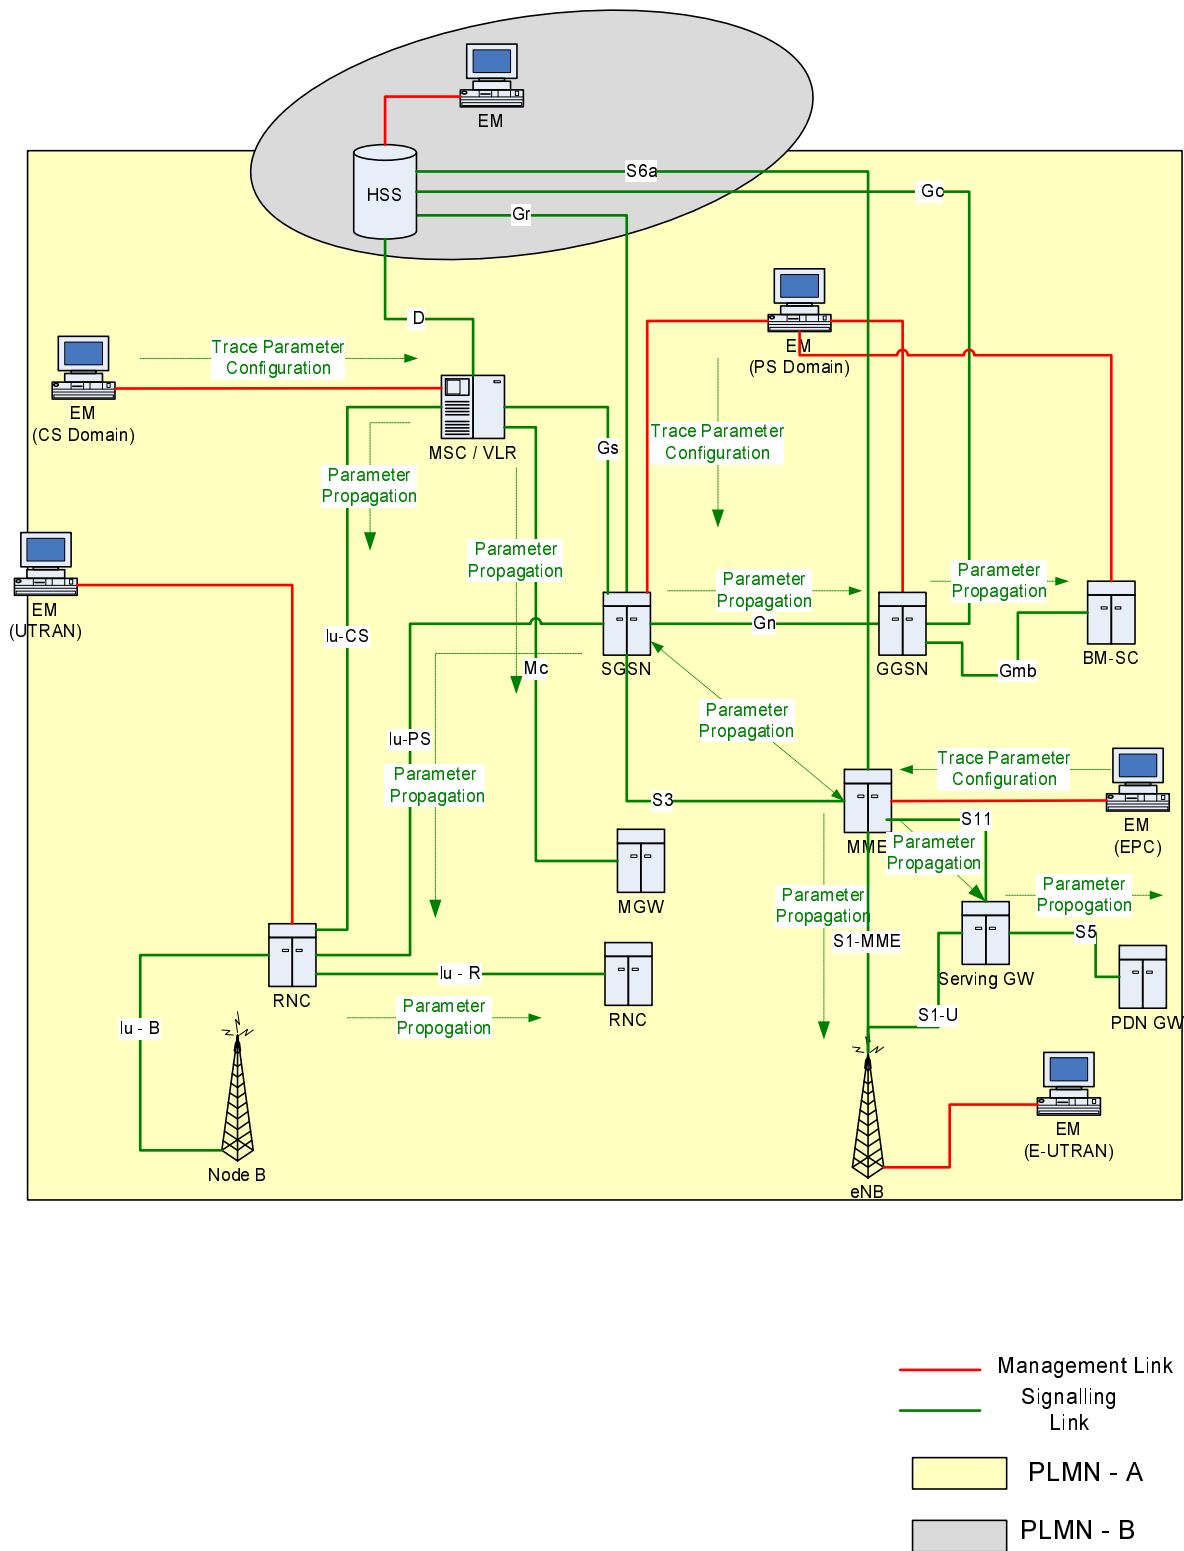 EM
HSS
S6a
Gc
Gr
D
EM
(PS Domain)
Trace Parameter
Configuration
EM
(CS Domain)
MSC / VLR
Gs
Trace Parameter
Configuration
Parameter
Propagation
Parameter
Propagation
EM
(UTRAN)
Parameter
Propagation
Parameter
Propagation
Iu-CS
Gn
SGSN
GGSN
BM-SC
Mc
Gmb
Parameter
Propagation
Iu-PS
Parameter
Propagation
Trace Parameter
Configuration
S3
S11
EM
(EPC)
MME
Parameter
Propagation
Parameter
Propagation
Parameter
Propogation
MGW
S1-MME
S5
Serving GW
RNC
Iu - R
RNC
Parameter
Propogation
Iu - B
S1-U
PDN GW
EM
(E-UTRAN)
Node B
eNB
Management Link
Signalling
Link
PLMN - A
PLMN - B